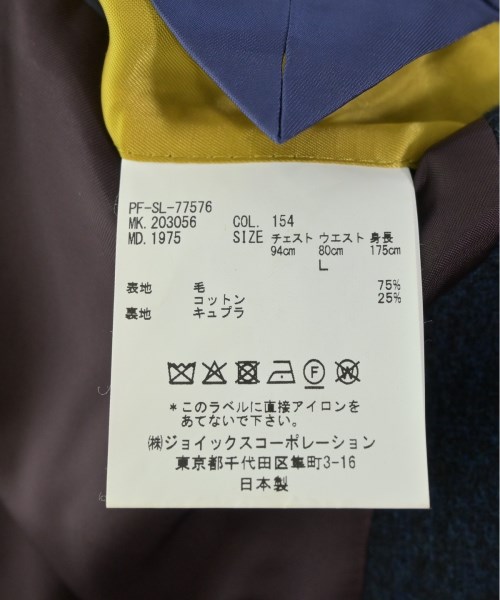 PF-SL-77576
MK. 203056 COL. 154
MD. 1975 SIZE チェスト ウエスト 身長
94cm 80cm 175cm
L
表地 毛 75%
コットン 25%
裏地 キュプラ
F W
*このラベルに直接アイロンを
あてないで下さい。
㈱ジョイックスコーポレーション
東京都千代田区隼町3-16
日本製